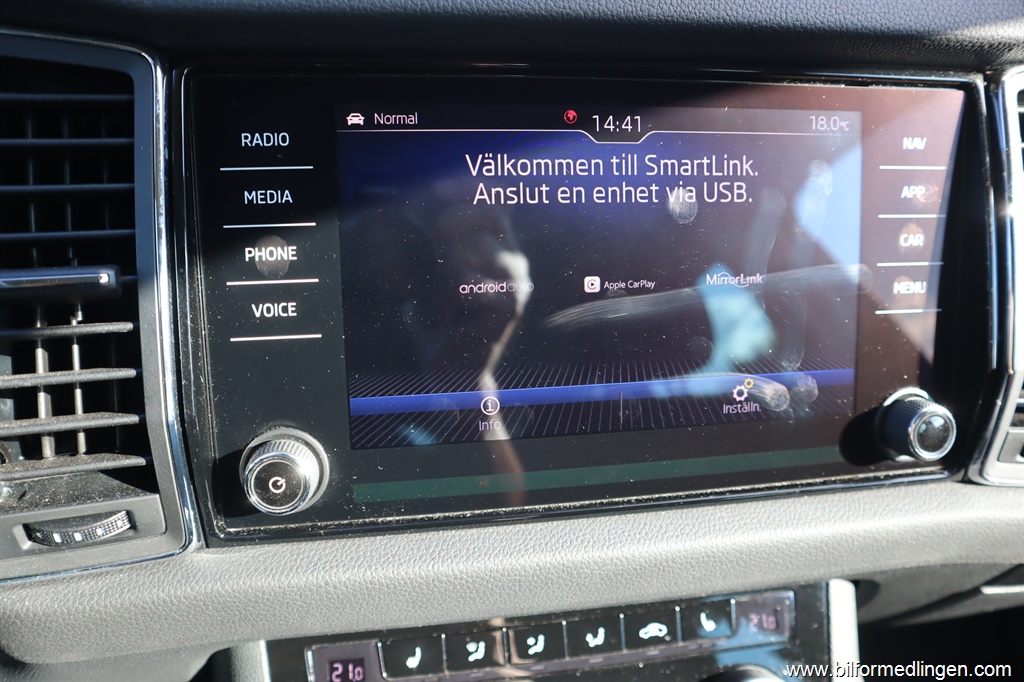 Normal
14:41
18.0°C
RADIO
MEDIA
PHONE
VOICE
Välkommen till SmartLink.
Anslut en enhet via USB.
androidauto
Apple CarPlay
MirrorLink
Info
Inställn.
NAV
APP
CAR
MENU
21.0
21.0
www.bilformedlingen.com